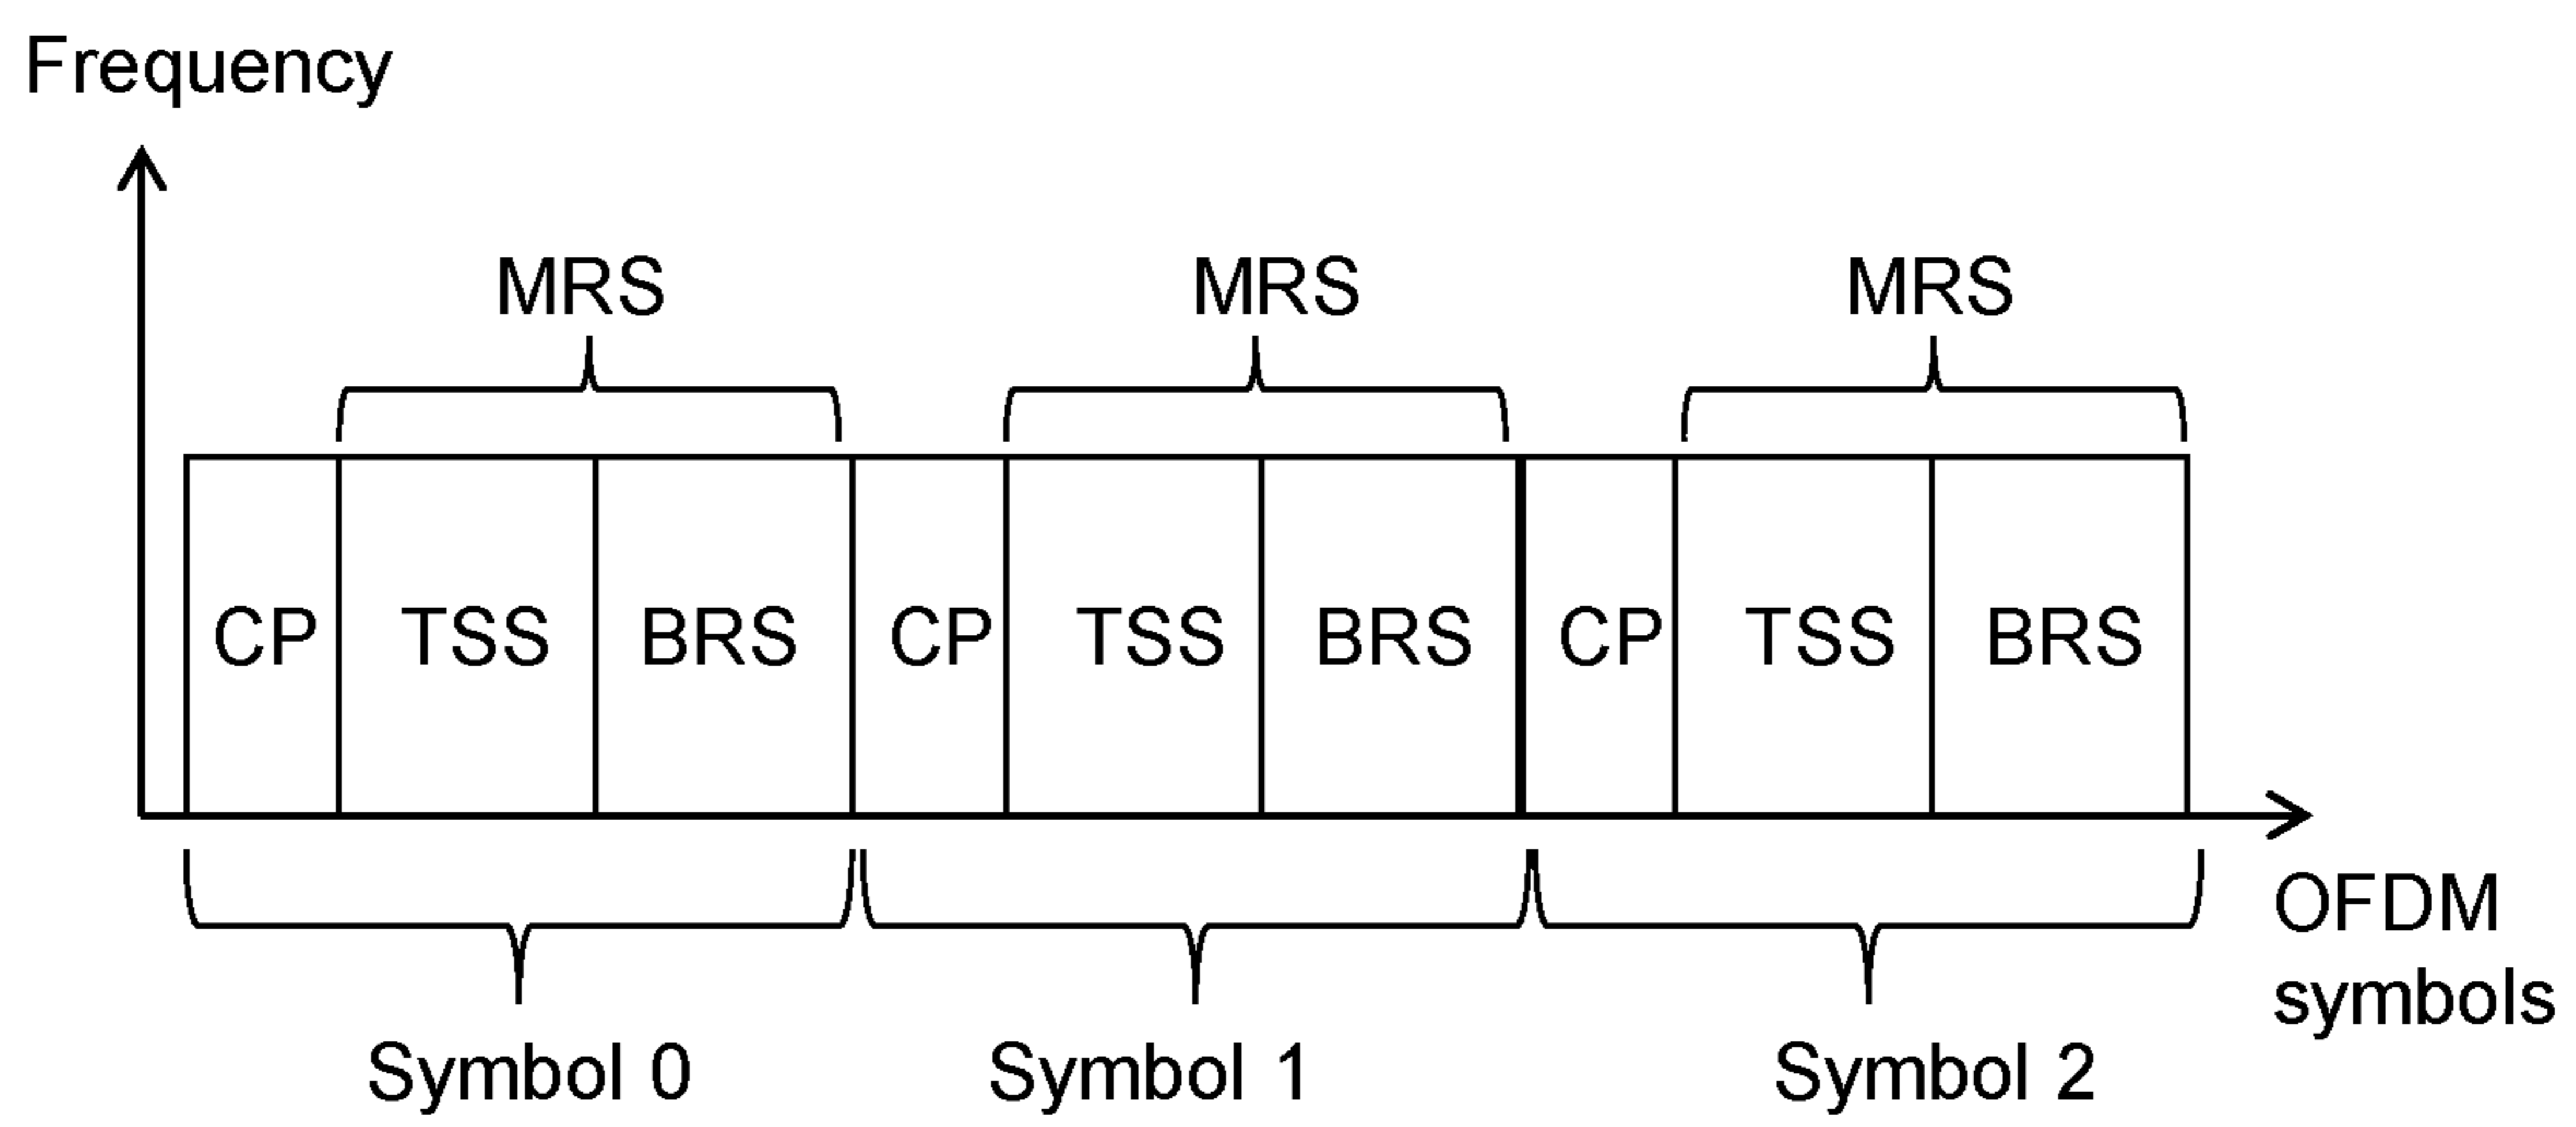 Frequency
MRS MRS MRS
CP TSS BRS CP TSS BRS CP TSS BRS
OFDM
symbols
Symbol 0 Symbol 1 Symbol 2